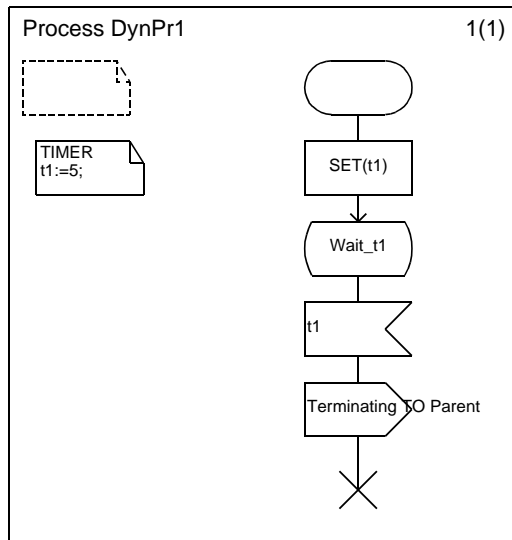 Process DynPr1
1(1)
TIMER
t1:=5;
SET(t1)
Wait_t1
t1
Terminating TO Parent